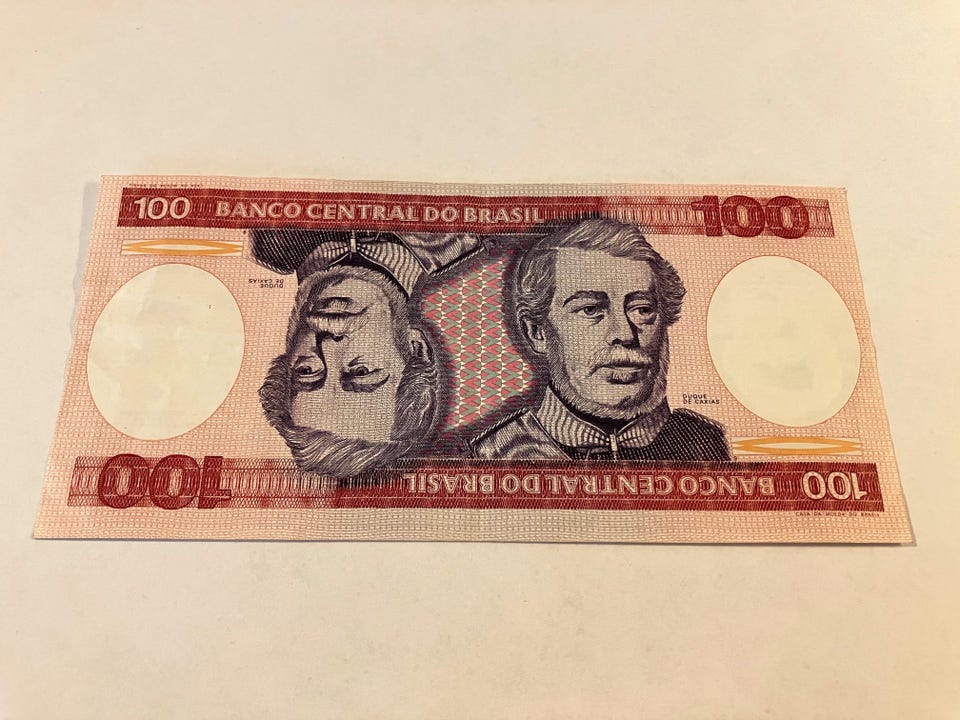 100 BANCO CENTRAL DO BRASIL 100
DUQUE
DE CAXIAS
DUQUE
DE CAXIAS
100 BANCO CENTRAL DO BRASIL 100
CASA DA MOEDA DO BRASIL